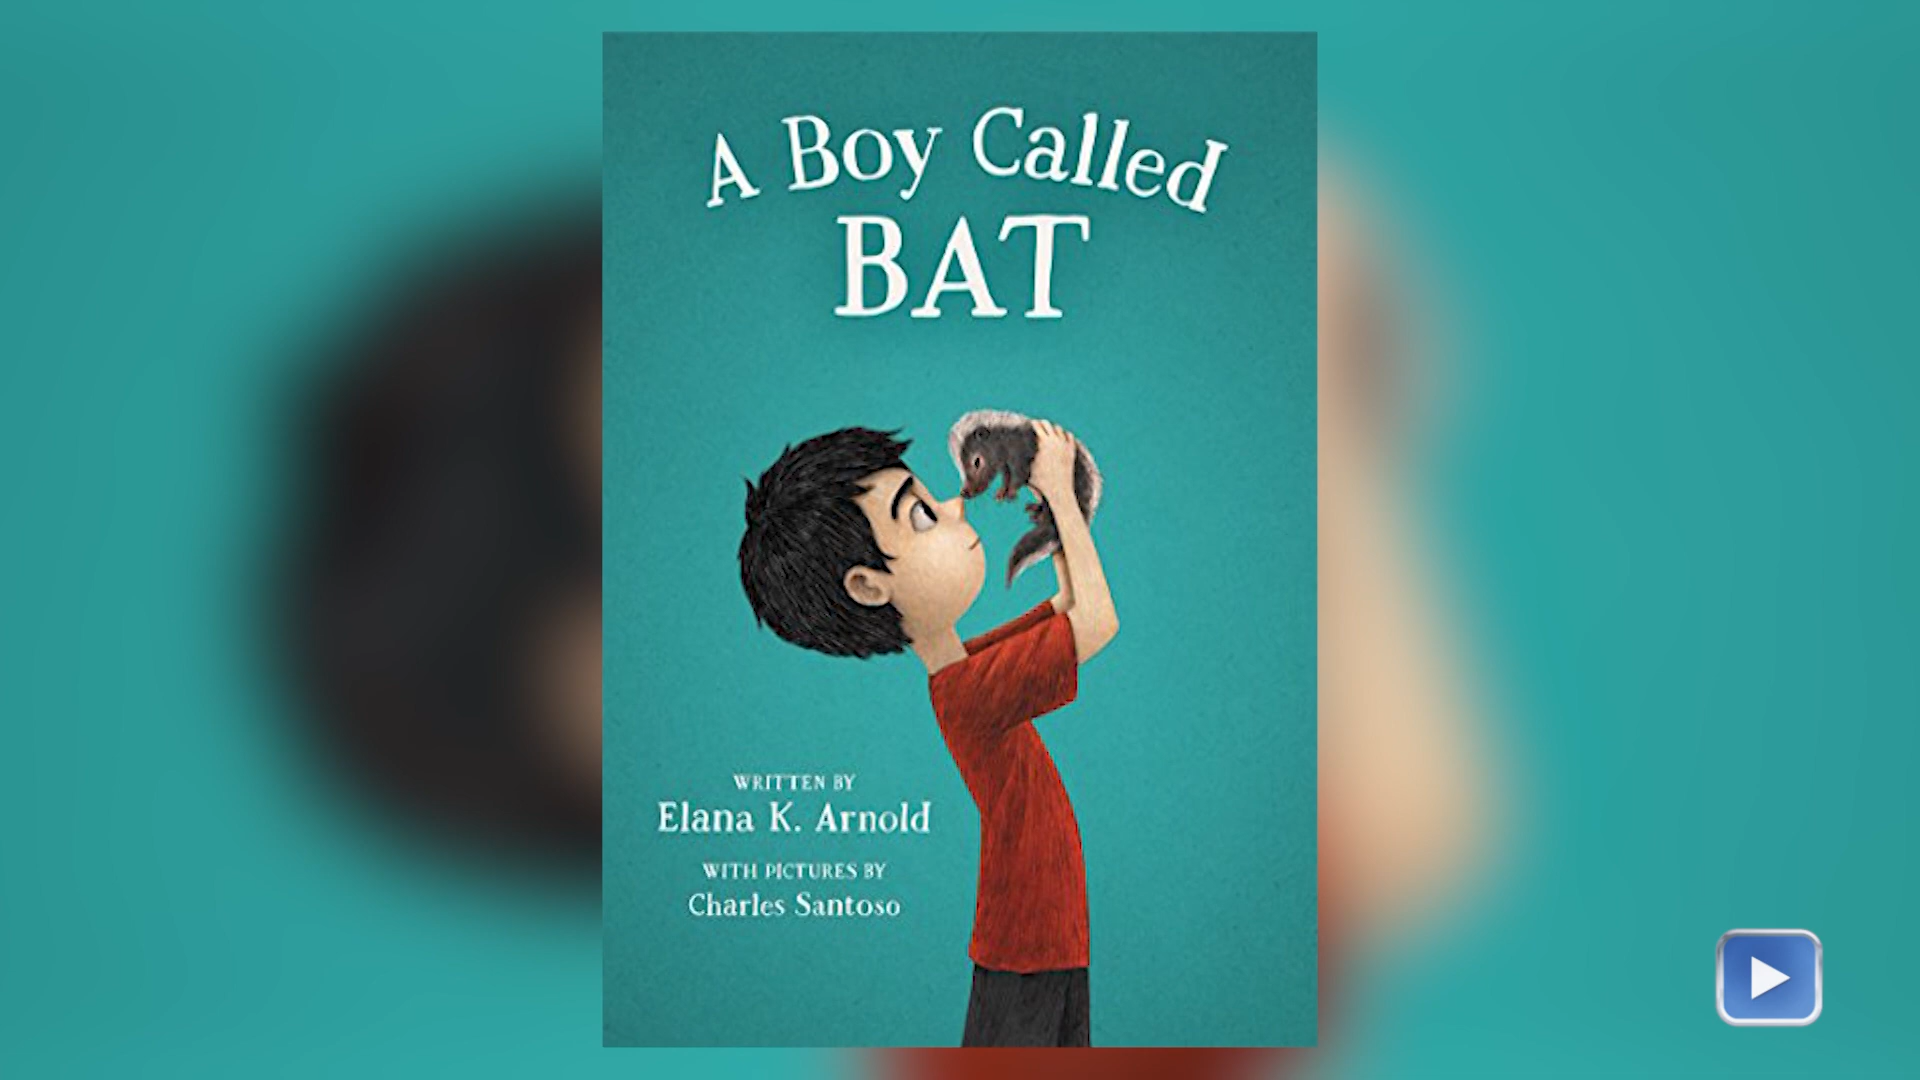 A Boy Called
BAT
WRITTEN BY
Elana K. Arnold
WITH PICTURES BY
Charles Santoso